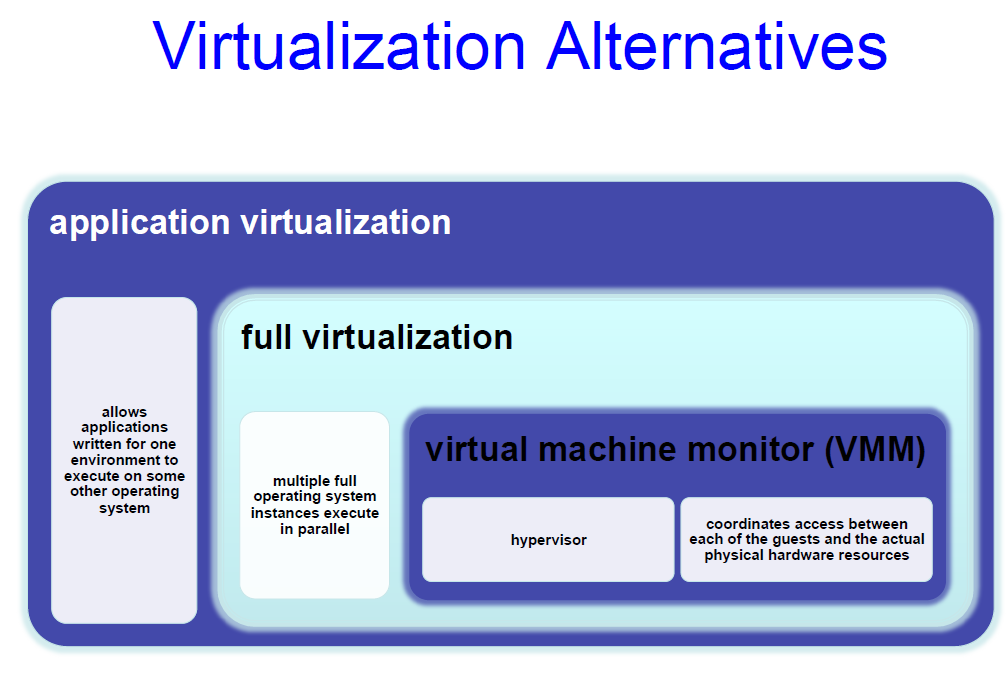 Virtualization Alternatives
application virtualization
allows
applications
written for one
environment to
execute on some
other operating
system
full virtualization
multiple full
operating system
instances execute
in parallel
virtual machine monitor (VMM)
hypervisor
coordinates access between
each of the guests and the actual
physical hardware resources